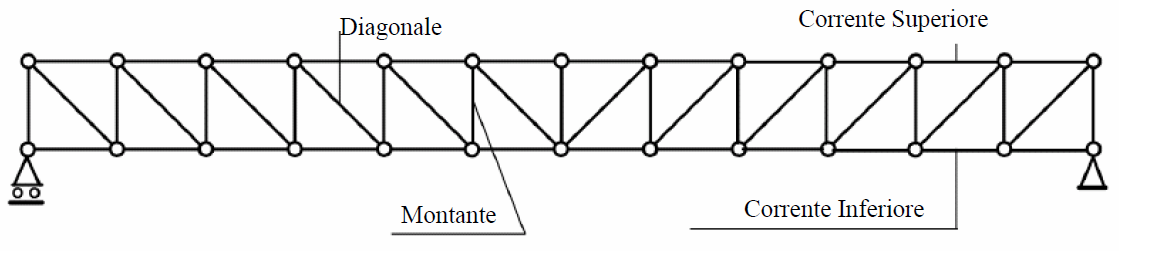 Corrente Superiore
Diagonale
Montante
Corrente Inferiore